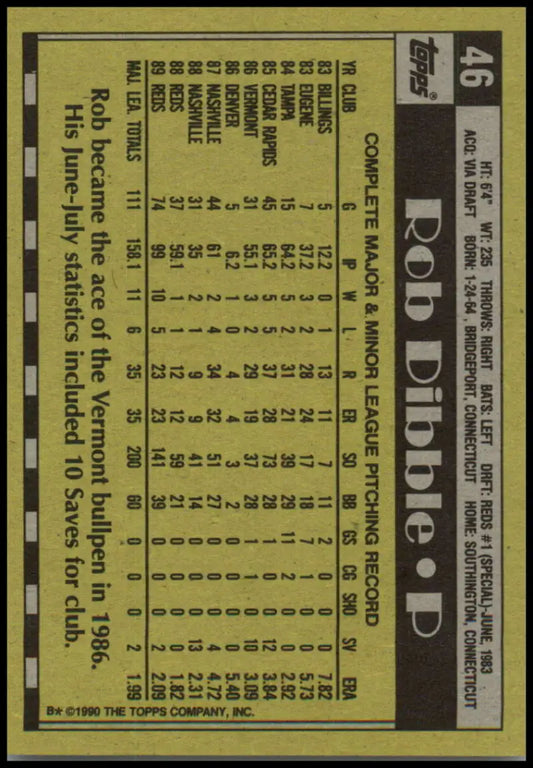 46
HT: 6'4" WT: 235 THROWS: RIGHT BATS: LEFT DRFT: REDS #1 (SPECIAL)-JUNE, 1983
ACQ: VIA DRAFT BORN: 1-24-64, BRIDGEPORT, CONNECTICUT HOME: SOUTHINGTON, CONNECTICUT
topps®
Rob Dibble • P
COMPLETE MAJOR & MINOR LEAGUE PITCHING RECORD
YR CLUB G IP W L R ER SO BB GS CG SHO SV ERA
83 BILLINGS 5 12.2 0 1 13 11 7 11 2 0 0 0 7.82
83 EUGENE 7 37.2 3 2 28 24 17 18 7 1 0 0 5.73
84 TAMPA 15 64.2 5 2 31 21 39 29 11 2 0 0 2.92
85 CEDAR RAPIDS 45 65.2 5 5 37 28 73 28 1 0 0 12 3.84
86 VERMONT 31 55.1 3 2 29 19 37 28 1 1 0 10 3.09
86 DENVER 5 6.2 1 0 4 4 3 2 0 0 0 0 5.40
87 NASHVILLE 44 61 2 4 34 32 51 27 0 0 0 4 4.72
88 NASHVILLE 31 35 2 1 9 9 41 14 0 0 0 13 2.31
88 REDS 37 59.1 1 1 12 12 59 21 0 0 0 0 1.82
89 REDS 74 99 10 5 23 23 141 39 0 0 0 2 2.09
MAJ. LEA. TOTALS 111 158.1 11 6 35 35 200 60 0 0 0 2 1.99
Rob became the ace of the Vermont bullpen in 1986.
His June-July statistics included 10 Saves for club.
B* ©1990 THE TOPPS COMPANY, INC.